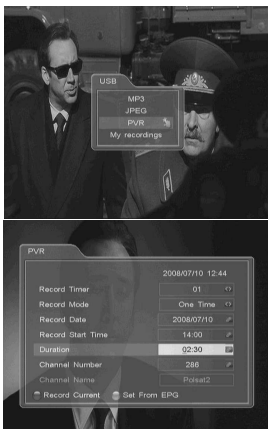 USB
MP3
JPEG
PVR
My recordings
PVR
2008/07/10 12:44
Record Timer 01
Record Mode One Time
Record Date 2008/07/10
Record Start Time 14:00
Duration 02:30
Channel Number 286
Channel Name Polsat2
Record Current Set From EPG